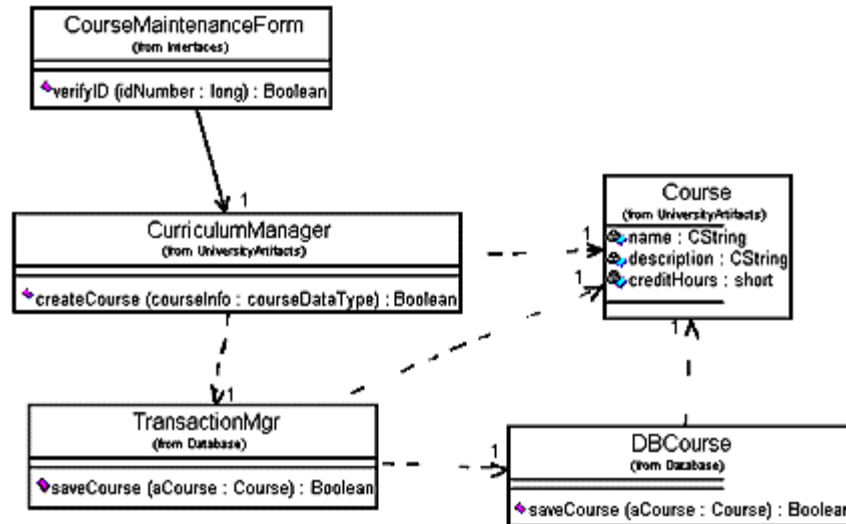 CourseMaintenanceForm
(from Interfaces)
verifyID (idNumber : long) : Boolean
1
CurriculumManager
(from UniversityArtifacts)
createCourse (courseInfo : courseDataType) : Boolean
1
Course
(from UniversityArtifacts)
name : CString
description : CString
creditHours : short
1
1
1
TransactionMgr
(from Database)
saveCourse (aCourse : Course) : Boolean
1
DBCourse
(from Database)
saveCourse (aCourse : Course) : Boolean
1